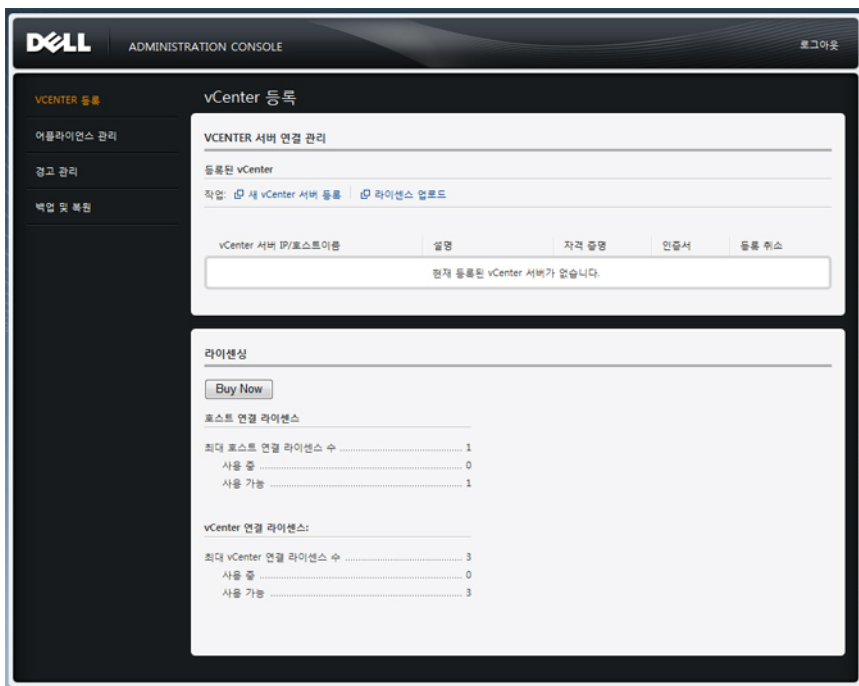 DELL ADMINISTRATION CONSOLE 로그아웃
VCENTER 등록
어플라이언스 관리
경고 관리
백업 및 복원
vCenter 등록
VCENTER 서버 연결 관리
등록된 vCenter
작업: 새 vCenter 서버 등록 라이센스 업로드
vCenter 서버 IP/호스트이름 설명 자격 증명 인증서 등록 취소
현재 등록된 vCenter 서버가 없습니다.
라이센싱
Buy Now
호스트 연결 라이센스
최대 호스트 연결 라이센스 수 ........ 1
사용 중 ........ 0
사용 가능 ........ 1
vCenter 연결 라이센스:
최대 vCenter 연결 라이센스 수 ........ 3
사용 중 ........ 0
사용 가능 ........ 3